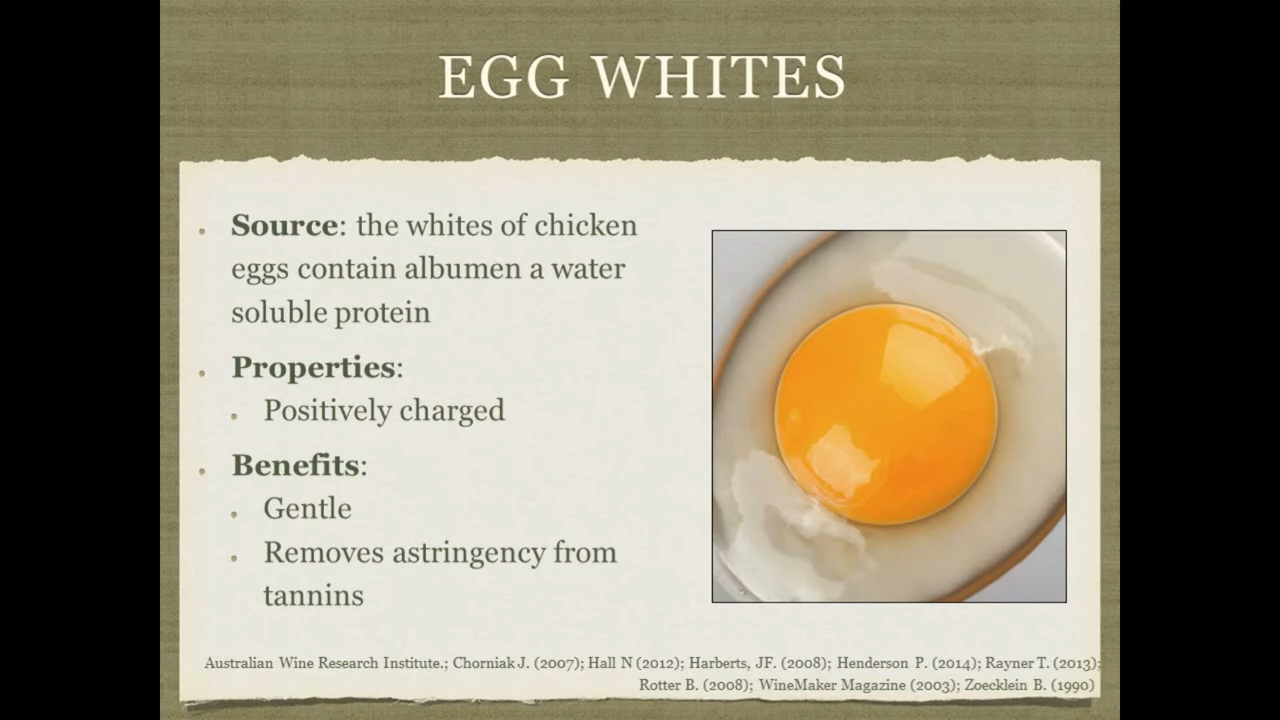 EGG WHITES
Source: the whites of chicken
eggs contain albumen a water
soluble protein
Properties:
Positively charged
Benefits:
Gentle
Removes astringency from
tannins
Australian Wine Research Institute.; Chorniak J. (2007); Hall N (2012); Harberts, JF. (2008); Henderson P. (2014); Rayner T. (2013);
Rotter B. (2008); WineMaker Magazine (2003); Zoecklein B. (1990)